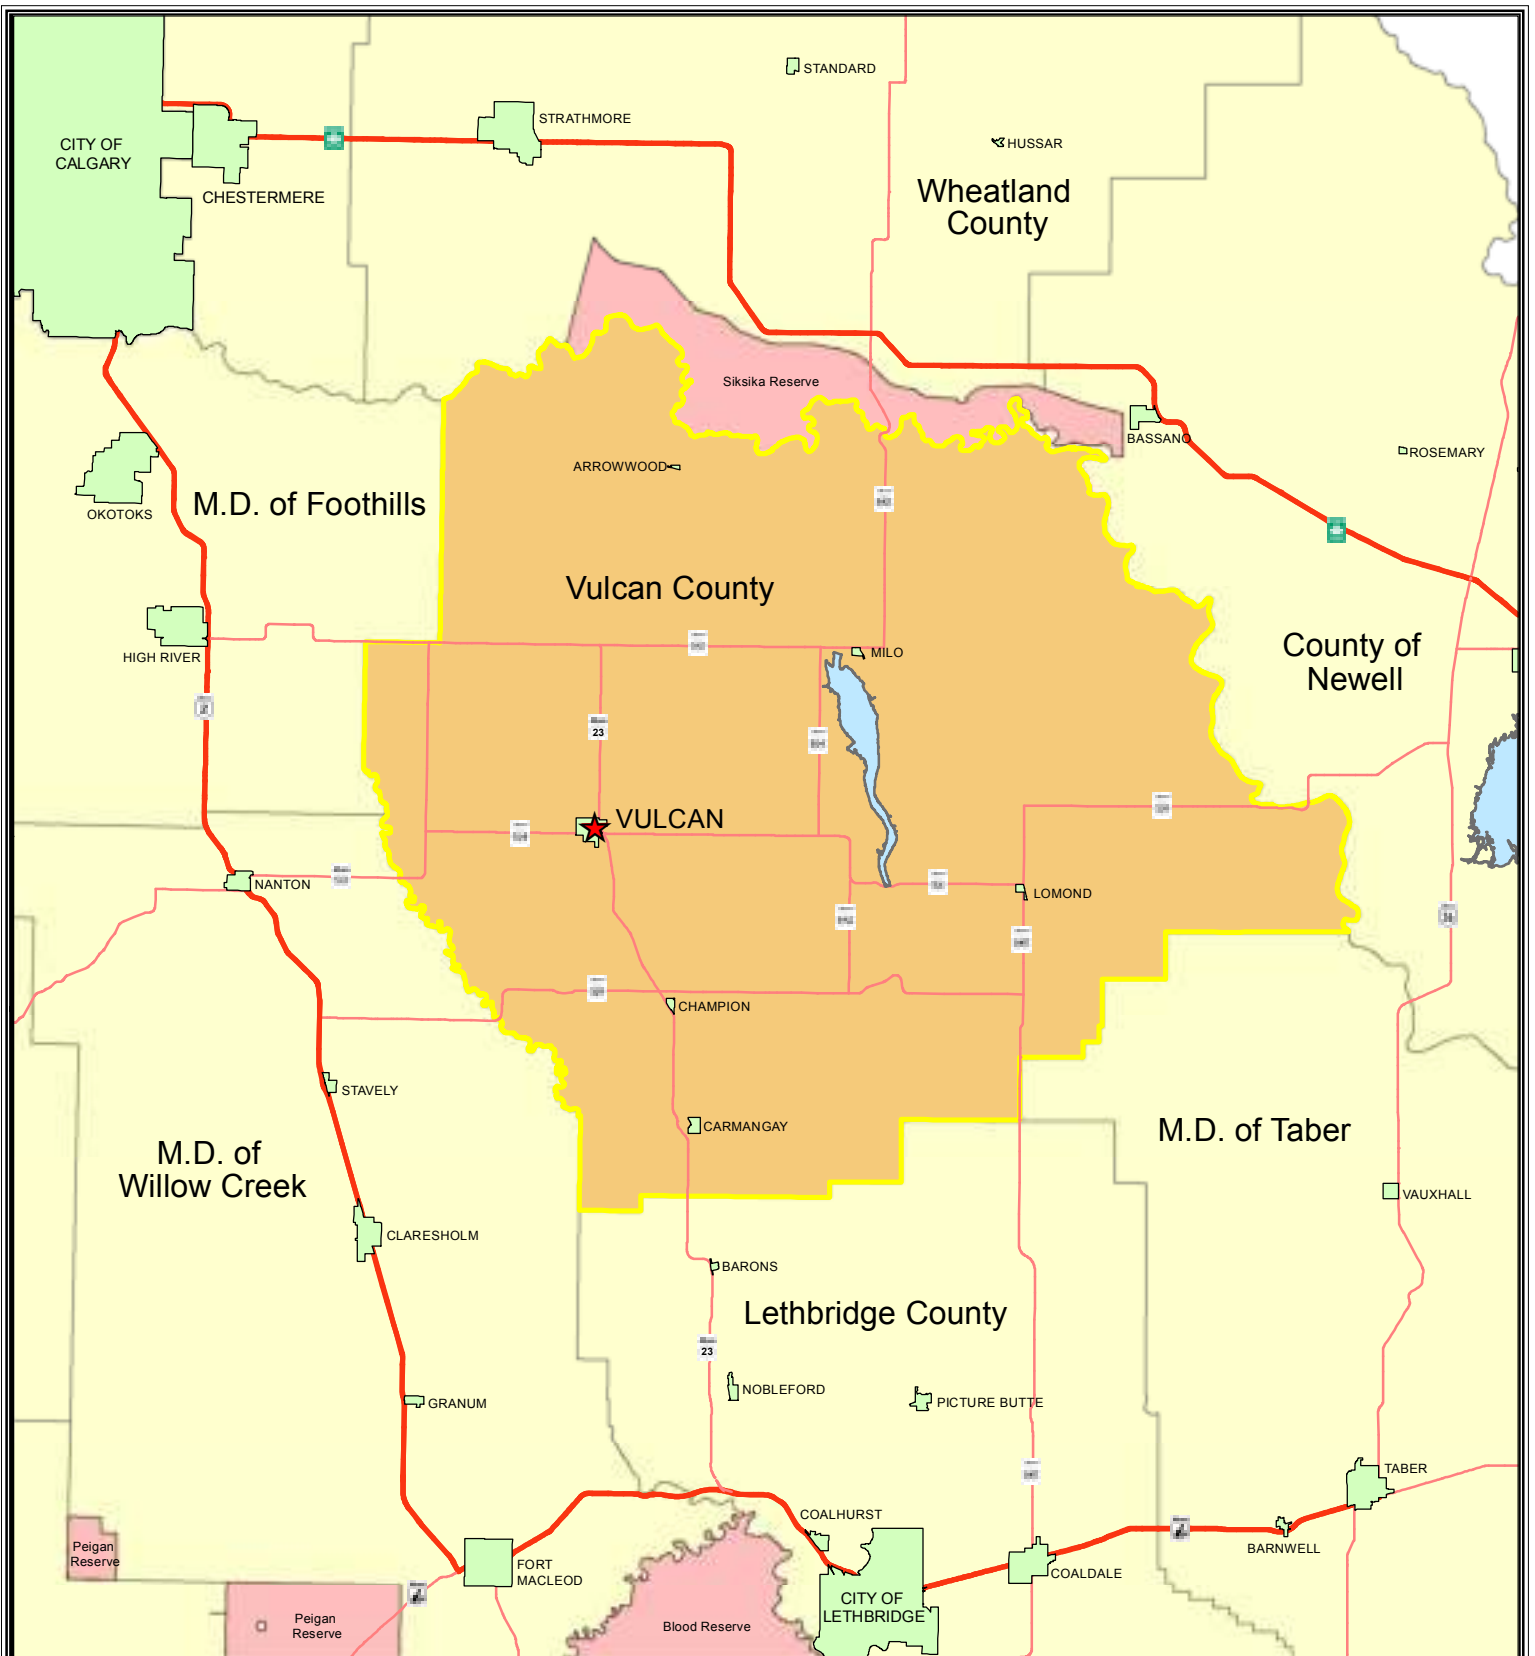 STANDARD
STRATHMORE
CITY OF
CALGARY
HUSSAR
CHESTERMERE
Wheatland
County
Siksika Reserve
BASSANO
ROSEMARY
ARROWWOOD
M.D. of Foothills
OKOTOKS
Vulcan County
HIGH RIVER
MILO
County of
Newell
23
VULCAN
NANTON
LOMOND
CHAMPION
STAVELY
CARMANGAY
M.D. of Taber
M.D. of
Willow Creek
VAUXHALL
CLARESHOLM
BARONS
Lethbridge County
23
NOBLEFORD
GRANUM
PICTURE BUTTE
TABER
COALHURST
Peigan
Reserve
BARNWELL
FORT
MACLEOD
COALDALE
CITY OF
LETHBRIDGE
Peigan
Reserve
Blood Reserve